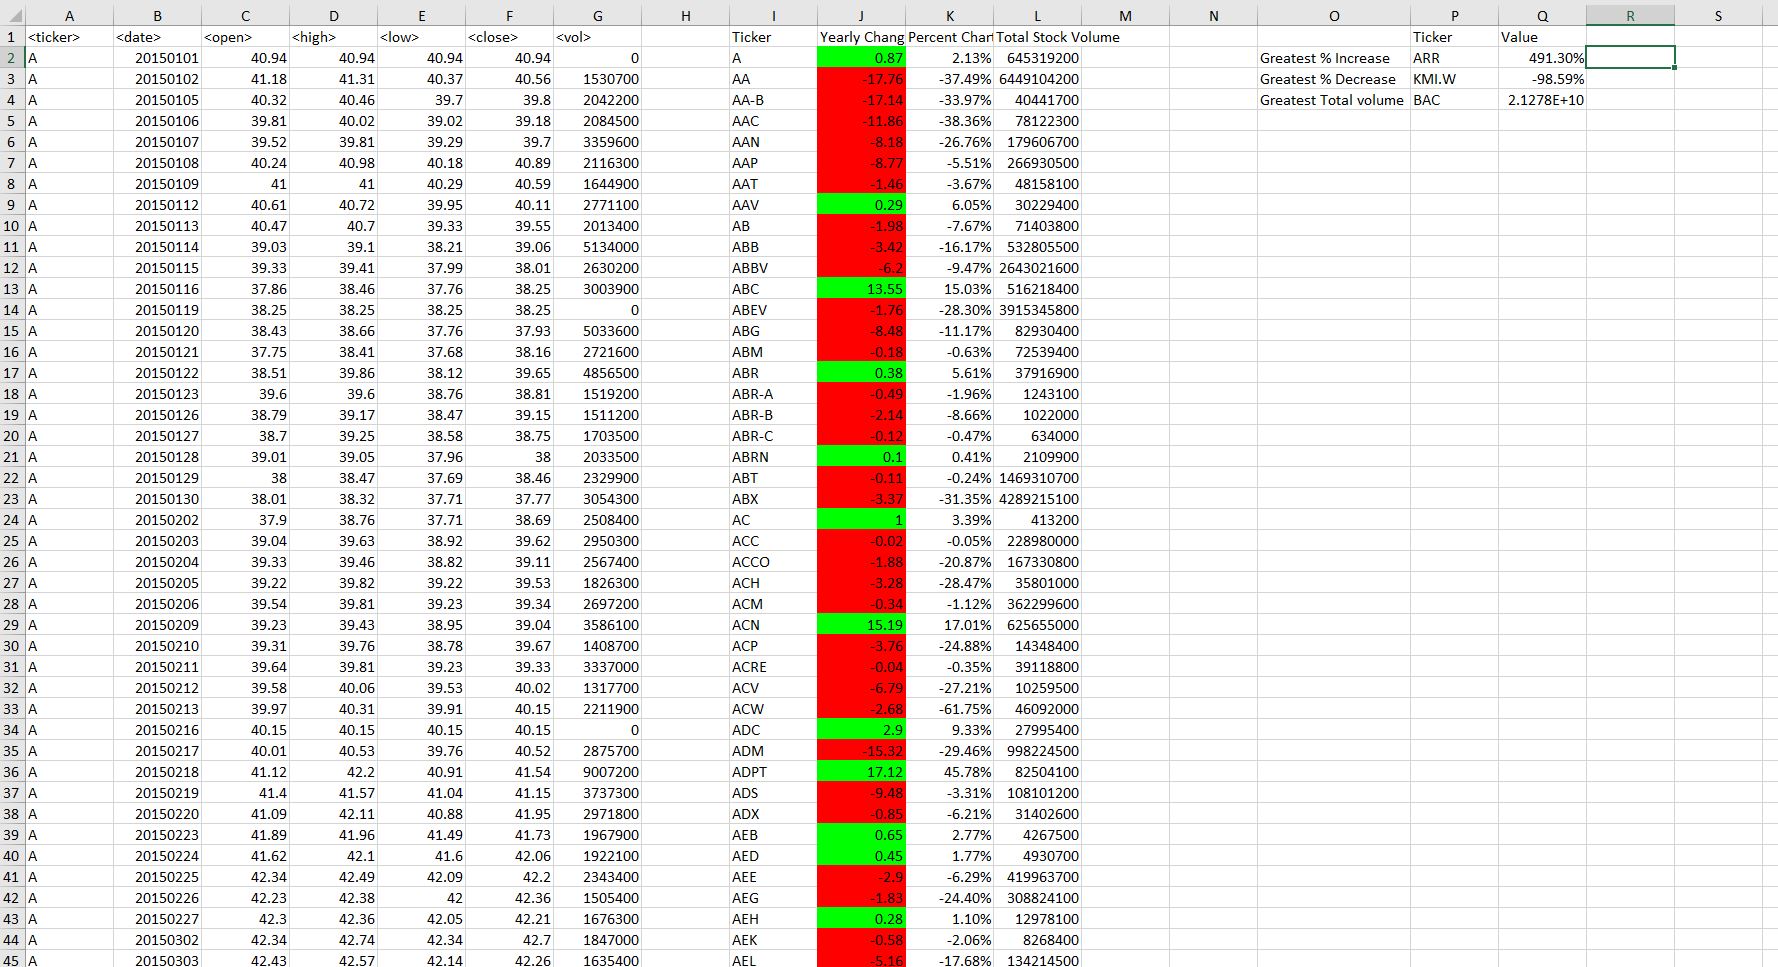 A B C D E F G H I J K L M N O P Q R S
1 <ticker> <date> <open> <high> <low> <close> <vol> Ticker Yearly Chang Percent Char Total Stock Volume Ticker Value
2 A 20150101 40.94 40.94 40.94 40.94 0 A 0.87 2.13% 645319200 Greatest % Increase ARR 491.30%
3 A 20150102 41.18 41.31 40.37 40.56 1530700 AA -17.76 -37.49% 6449104200 Greatest % Decrease KMI.W -98.59%
4 A 20150105 40.32 40.46 39.7 39.8 2042200 AA-B -17.14 -33.97% 40441700 Greatest Total volume BAC 2.1278E+10
5 A 20150106 39.81 40.02 39.02 39.18 2084500 AAC -11.86 -38.36% 78122300
6 A 20150107 39.52 39.81 39.29 39.7 3359600 AAN -8.18 -26.76% 179606700
7 A 20150108 40.24 40.98 40.18 40.89 2116300 AAP -8.77 -5.51% 266930500
8 A 20150109 41 41 40.29 40.59 1644900 AAT -1.46 -3.67% 48158100
9 A 20150112 40.61 40.72 39.95 40.11 2771100 AAV 0.29 6.05% 30229400
10 A 20150113 40.47 40.7 39.33 39.55 2013400 AB -1.98 -7.67% 71403800
11 A 20150114 39.03 39.1 38.21 39.06 5134000 ABB -3.42 -16.17% 532805500
12 A 20150115 39.33 39.41 37.99 38.01 2630200 ABBV -6.2 -9.47% 2643021600
13 A 20150116 37.86 38.46 37.76 38.25 3003900 ABC 13.55 15.03% 516218400
14 A 20150119 38.25 38.25 38.25 38.25 0 ABEV -1.76 -28.30% 3915345800
15 A 20150120 38.43 38.66 37.76 37.93 5033600 ABG -8.48 -11.17% 82930400
16 A 20150121 37.75 38.41 37.68 38.16 2721600 ABM -0.18 -0.63% 72539400
17 A 20150122 38.51 39.86 38.12 39.65 4856500 ABR 0.38 5.61% 37916900
18 A 20150123 39.6 39.6 38.76 38.81 1519200 ABR-A -0.49 -1.96% 1243100
19 A 20150126 38.79 39.17 38.47 39.15 1511200 ABR-B -2.14 -8.66% 1022000
20 A 20150127 38.7 39.25 38.58 38.75 1703500 ABR-C -0.12 -0.47% 634000
21 A 20150128 39.01 39.05 37.96 38 2033500 ABRN 0.1 0.41% 2109900
22 A 20150129 38 38.47 37.69 38.46 2329900 ABT -0.11 -0.24% 1469310700
23 A 20150130 38.01 38.32 37.71 37.77 3054300 ABX -3.37 -31.35% 4289215100
24 A 20150202 37.9 38.76 37.71 38.69 2508400 AC 1 3.39% 413200
25 A 20150203 39.04 39.63 38.92 39.62 2950300 ACC -0.02 -0.05% 228980000
26 A 20150204 39.33 39.46 38.82 39.11 2567400 ACCO -1.88 -20.87% 167330800
27 A 20150205 39.22 39.82 39.22 39.53 1826300 ACH -3.28 -28.47% 35801000
28 A 20150206 39.54 39.81 39.23 39.34 2697200 ACM -0.34 -1.12% 362299600
29 A 20150209 39.23 39.43 38.95 39.04 3586100 ACN 15.19 17.01% 625655000
30 A 20150210 39.31 39.76 38.78 39.67 1408700 ACP -3.76 -24.88% 14348400
31 A 20150211 39.64 39.81 39.23 39.33 3337000 ACRE -0.04 -0.35% 39118800
32 A 20150212 39.58 40.06 39.53 40.02 1317700 ACV -6.79 -27.21% 10259500
33 A 20150213 39.97 40.31 39.91 40.15 2211900 ACW -2.68 -61.75% 46092000
34 A 20150216 40.15 40.15 40.15 40.15 0 ADC 2.9 9.33% 27995400
35 A 20150217 40.01 40.53 39.76 40.52 2875700 ADM -15.32 -29.46% 998224500
36 A 20150218 41.12 42.2 40.91 41.54 9007200 ADPT 17.12 45.78% 82504100
37 A 20150219 41.4 41.57 41.04 41.15 3737300 ADS -9.48 -3.31% 108101200
38 A 20150220 41.09 42.11 40.88 41.95 2971800 ADX -0.85 -6.21% 31402600
39 A 20150223 41.89 41.96 41.49 41.73 1967900 AEB 0.65 2.77% 4267500
40 A 20150224 41.62 42.1 41.6 42.06 1922100 AED 0.45 1.77% 4930700
41 A 20150225 42.34 42.49 42.09 42.2 2343400 AEE -2.9 -6.29% 419963700
42 A 20150226 42.23 42.38 42 42.36 1505400 AEG -1.83 -24.40% 308824100
43 A 20150227 42.3 42.36 42.05 42.21 1676300 AEH 0.28 1.10% 12978100
44 A 20150302 42.34 42.74 42.34 42.7 1847000 AEK -0.58 -2.06% 8268400
45 A 20150303 42.43 42.57 42.14 42.26 1635400 AEL -5.16 -17.68% 134214500